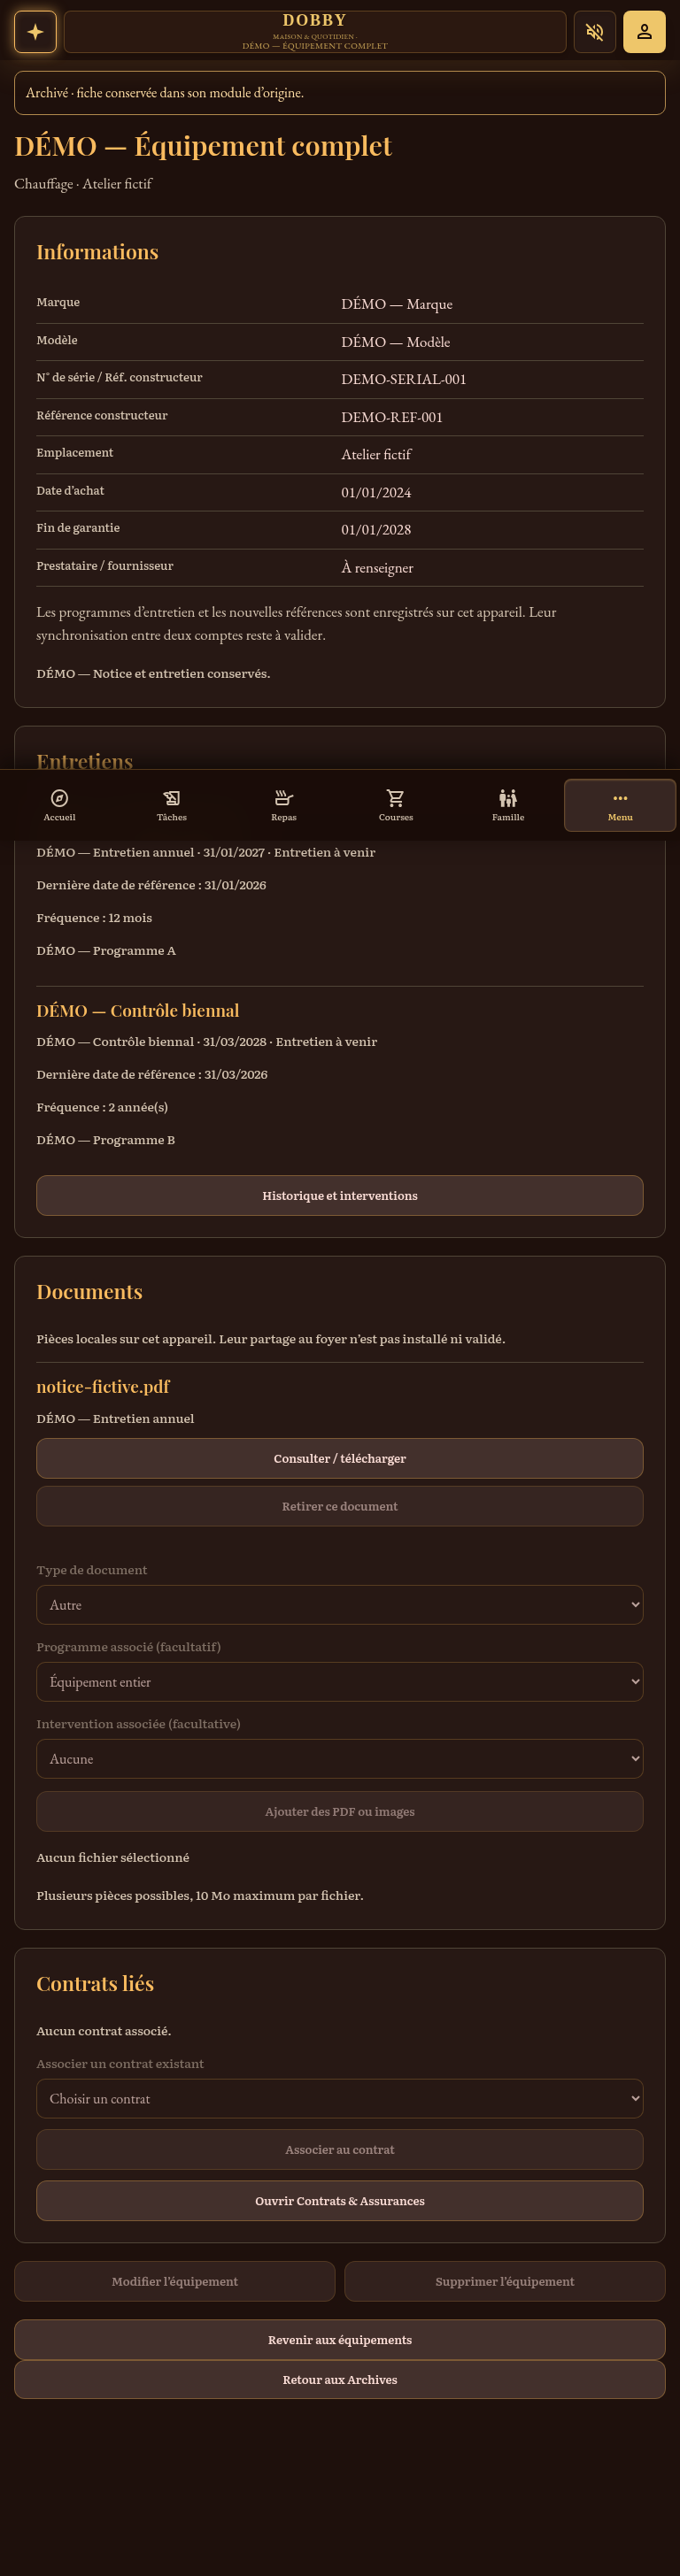 DOBBY
MAISON & QUOTIDIEN ·
DÉMO — ÉQUIPEMENT COMPLET
Archivé · fiche conservée dans son module d’origine.
DÉMO — Équipement complet
Chauffage · Atelier fictif
Informations
Marque DÉMO — Marque
Modèle DÉMO — Modèle
N° de série / Réf. constructeur DEMO-SERIAL-001
Référence constructeur DEMO-REF-001
Emplacement Atelier fictif
Date d’achat 01/01/2024
Fin de garantie 01/01/2028
Prestataire / fournisseur À renseigner
Les programmes d’entretien et les nouvelles références sont enregistrés sur cet appareil. Leur
synchronisation entre deux comptes reste à valider.
DÉMO — Notice et entretien conservés.
Entretiens
Accueil Tâches Repas Courses Famille Menu
DÉMO — Entretien annuel · 31/01/2027 · Entretien à venir
Dernière date de référence : 31/01/2026
Fréquence : 12 mois
DÉMO — Programme A
DÉMO — Contrôle biennal
DÉMO — Contrôle biennal · 31/03/2028 · Entretien à venir
Dernière date de référence : 31/03/2026
Fréquence : 2 année(s)
DÉMO — Programme B
Historique et interventions
Documents
Pièces locales sur cet appareil. Leur partage au foyer n’est pas installé ni validé.
notice-fictive.pdf
DÉMO — Entretien annuel
Consulter / télécharger
Retirer ce document
Type de document
Autre
Programme associé (facultatif)
Équipement entier
Intervention associée (facultative)
Aucune
Ajouter des PDF ou images
Aucun fichier sélectionné
Plusieurs pièces possibles, 10 Mo maximum par fichier.
Contrats liés
Aucun contrat associé.
Associer un contrat existant
Choisir un contrat
Associer au contrat
Ouvrir Contrats & Assurances
Modifier l’équipement Supprimer l’équipement
Revenir aux équipements
Retour aux Archives